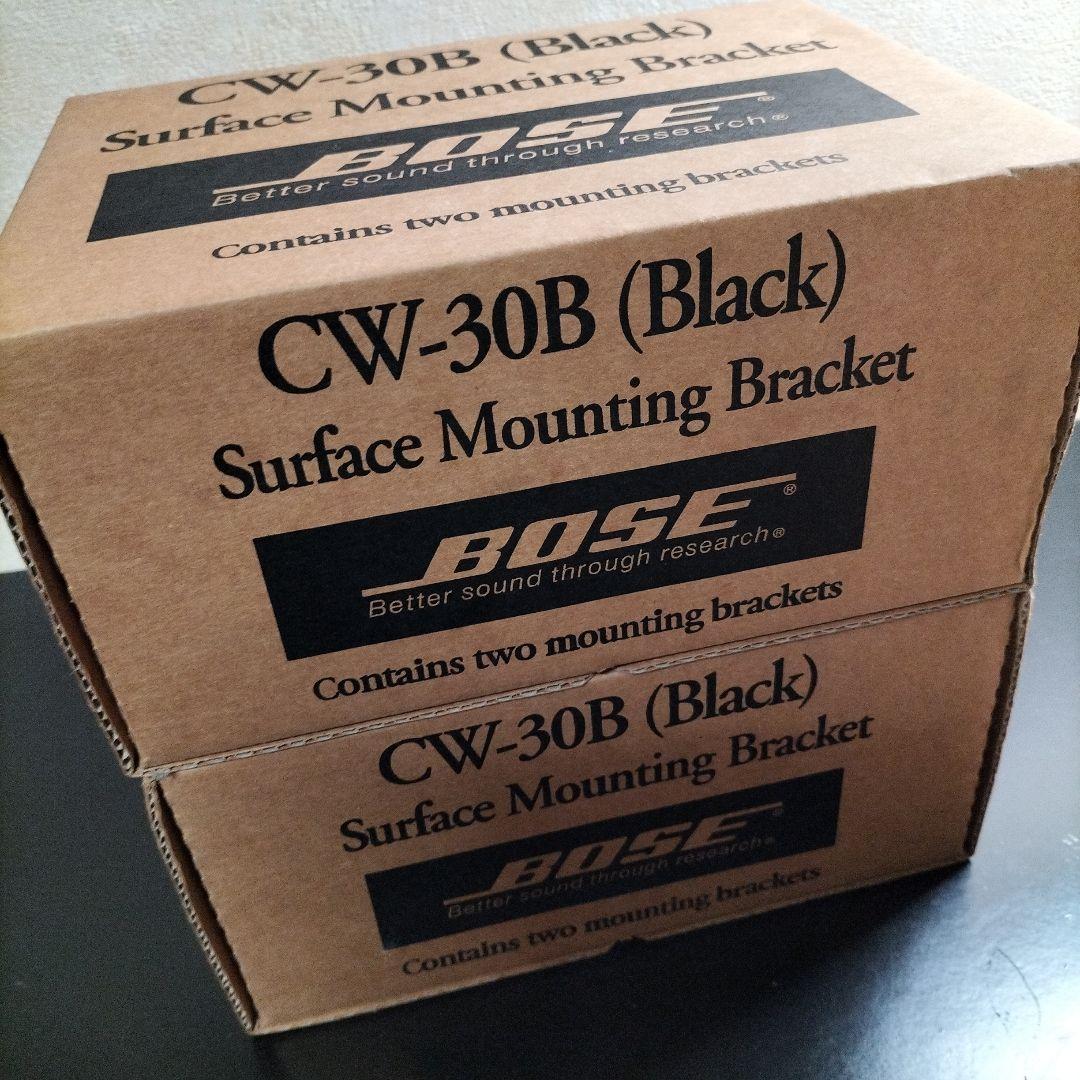 CW-30B (Black)
Surface Mounting Bracket
BOSE®
Better sound through research®
Contains two mounting brackets
CW-30B (Black)
Surface Mounting Bracket
BOSE®
Better sound through research®
Contains two mounting brackets
CW-30B (Black)
Surface Mounting Bracket
BOSE®
Better sound through research®
Contains two mounting brackets